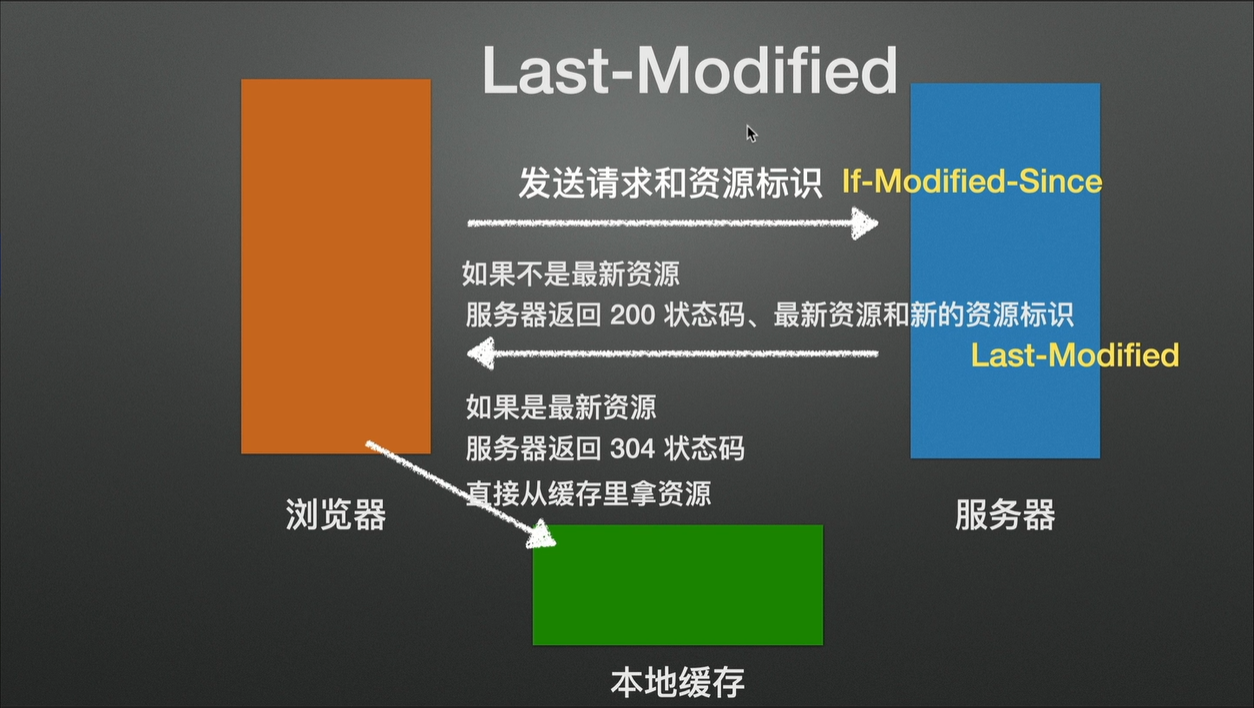 Last-Modified
发送请求和资源标识 If-Modified-Since
如果不是最新资源
服务器返回 200 状态码、最新资源和新的资源标识
Last-Modified
如果是最新资源
服务器返回 304 状态码
直接从缓存里拿资源
浏览器
服务器
本地缓存